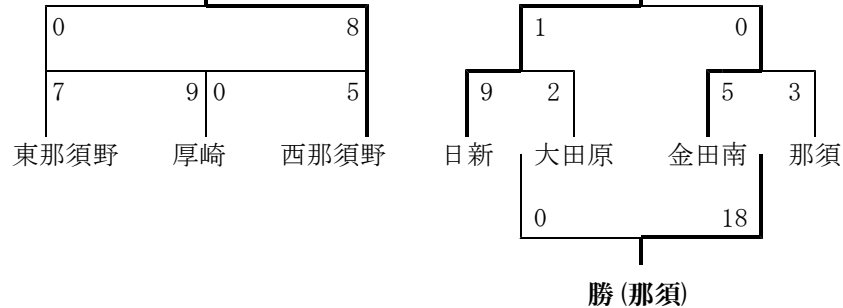 0 8 1 0
7 9 0 5 9 2 5 3
東那須野 厚崎 西那須野 日新 大田原 金田南 那須
0 18
勝 (那須)